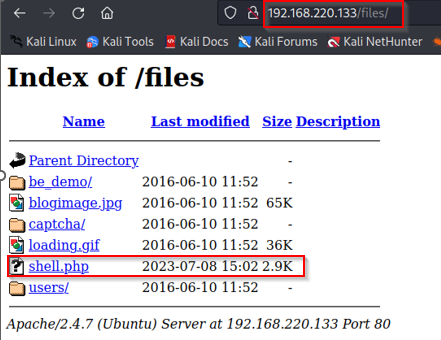 192.168.220.133/files/
Kali Linux Kali Tools Kali Docs Kali Forums Kali NetHunter
Index of /files
Name Last modified Size Description
Parent Directory -
be_demo/ 2016-06-10 11:52 -
blogimage.jpg 2016-06-10 11:52 65K
captcha/ 2016-06-10 11:52 -
loading.gif 2016-06-10 11:52 36K
shell.php 2023-07-08 15:02 2.9K
users/ 2016-06-10 11:52 -
Apache/2.4.7 (Ubuntu) Server at 192.168.220.133 Port 80